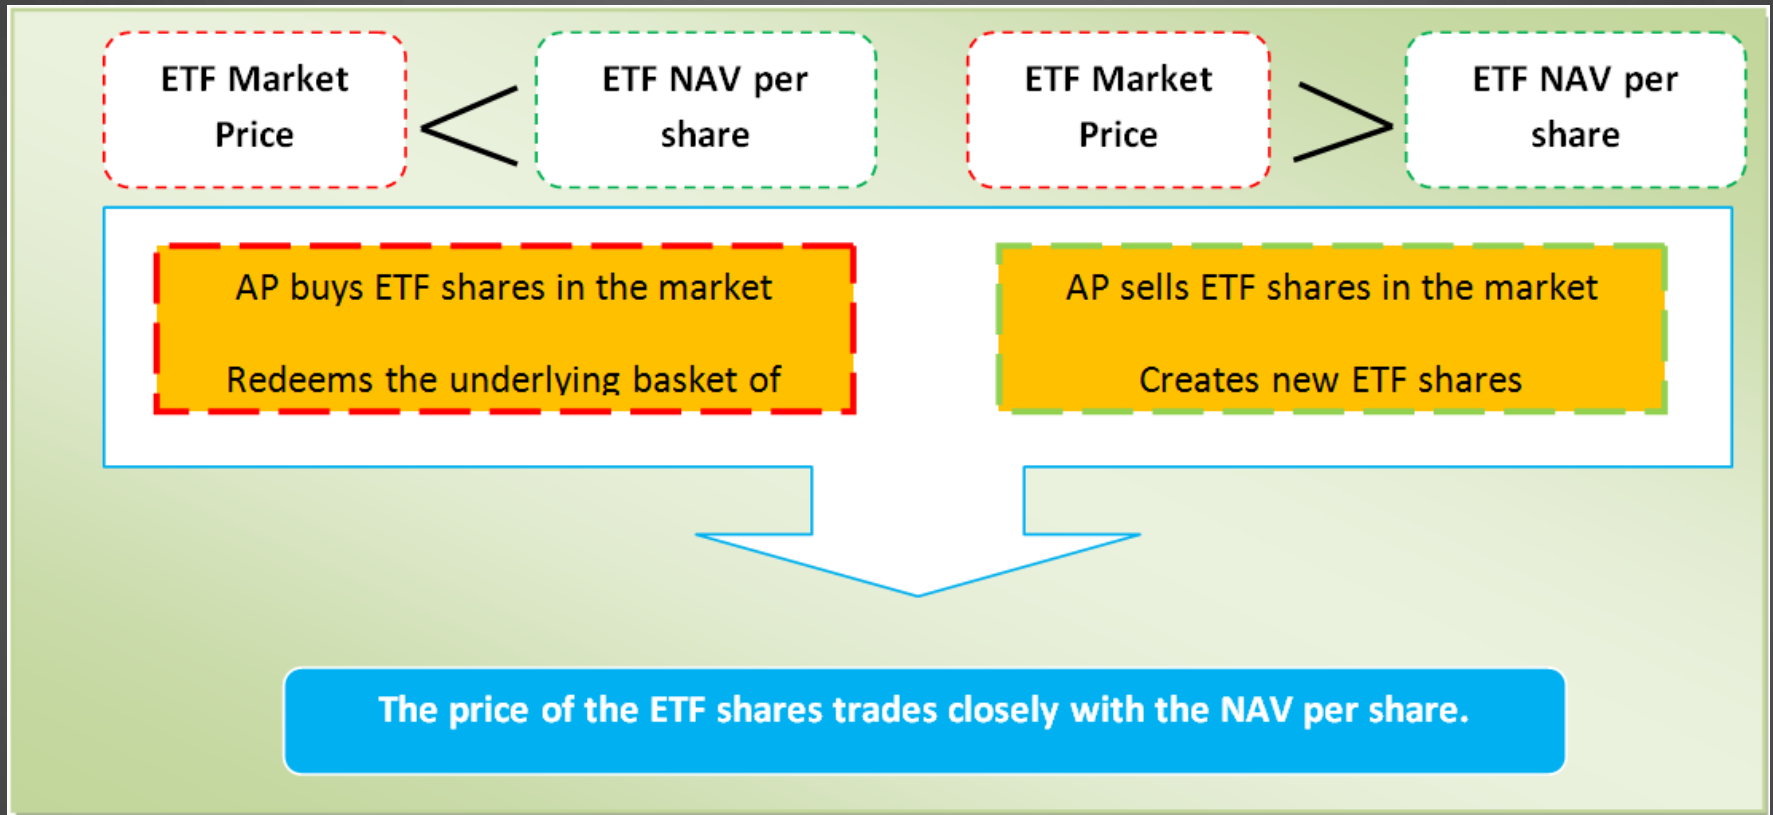 ETF Market
Price
<
ETF NAV per
share
ETF Market
Price
>
ETF NAV per
share
AP buys ETF shares in the market
Redeems the underlying basket of
AP sells ETF shares in the market
Creates new ETF shares
The price of the ETF shares trades closely with the NAV per share.